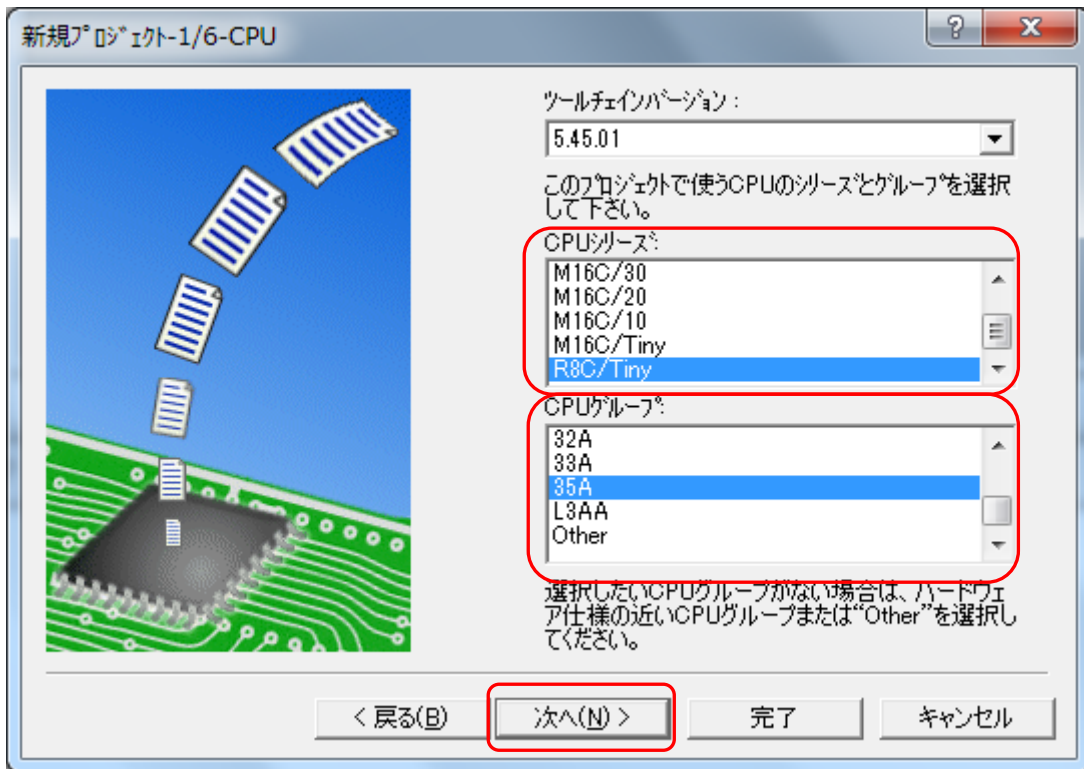 新規プロジェクト-1/6-CPU
ツールチェインバージョン :
5.45.01
このプロジェクトで使うCPUのシリーズとグループを選択
して下さい。
CPUシリーズ:
M16C/30
M16C/20
M16C/10
M16C/Tiny
R8C/Tiny
CPUグループ:
32A
33A
35A
L3AA
Other
選択したいCPUグループがない場合は、ハードウェ
ア仕様の近いCPUグループまたは“Other”を選択し
てください。
< 戻る(B)
次へ(N) >
完了
キャンセル